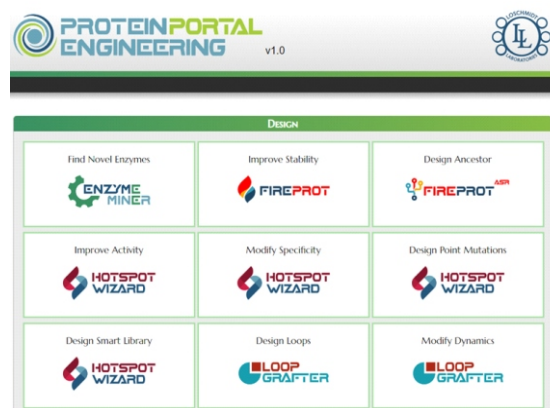 PROTEINPORTAL
ENGINEERING
v1.0
LOSCHMIDT
LL
LABORATORIES
DESIGN
Find Novel Enzymes
Improve Stability
Design Ancestor
ENZYME
MINER
FIREPROT
FIREPROT ASR
Improve Activity
Modify Specificity
Design Point Mutations
HOTSPOT
WIZARD
HOTSPOT
WIZARD
HOTSPOT
WIZARD
Design Smart Library
Design Loops
Modify Dynamics
HOTSPOT
WIZARD
LOOP
GRAFTER
LOOP
GRAFTER